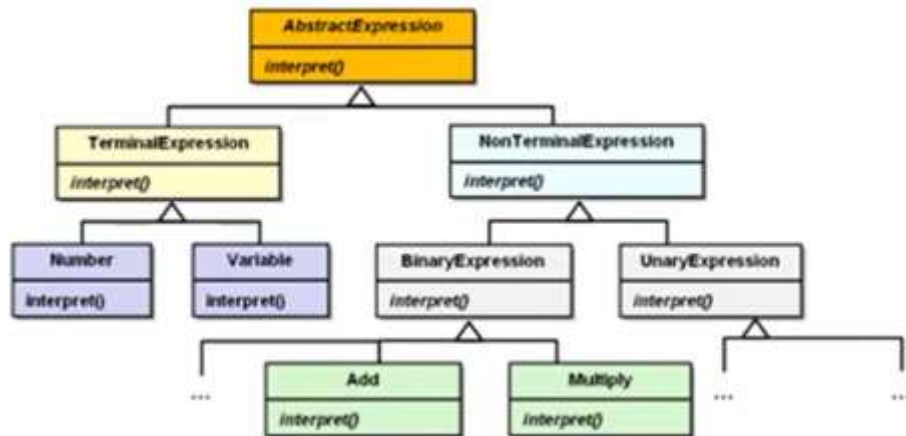 AbstractExpression
interpret()
TerminalExpression
interpret()
NonTerminalExpression
interpret()
Number
interpret()
Variable
interpret()
BinaryExpression
interpret()
UnaryExpression
interpret()
...
Add
interpret()
Multiply
interpret()
...
...